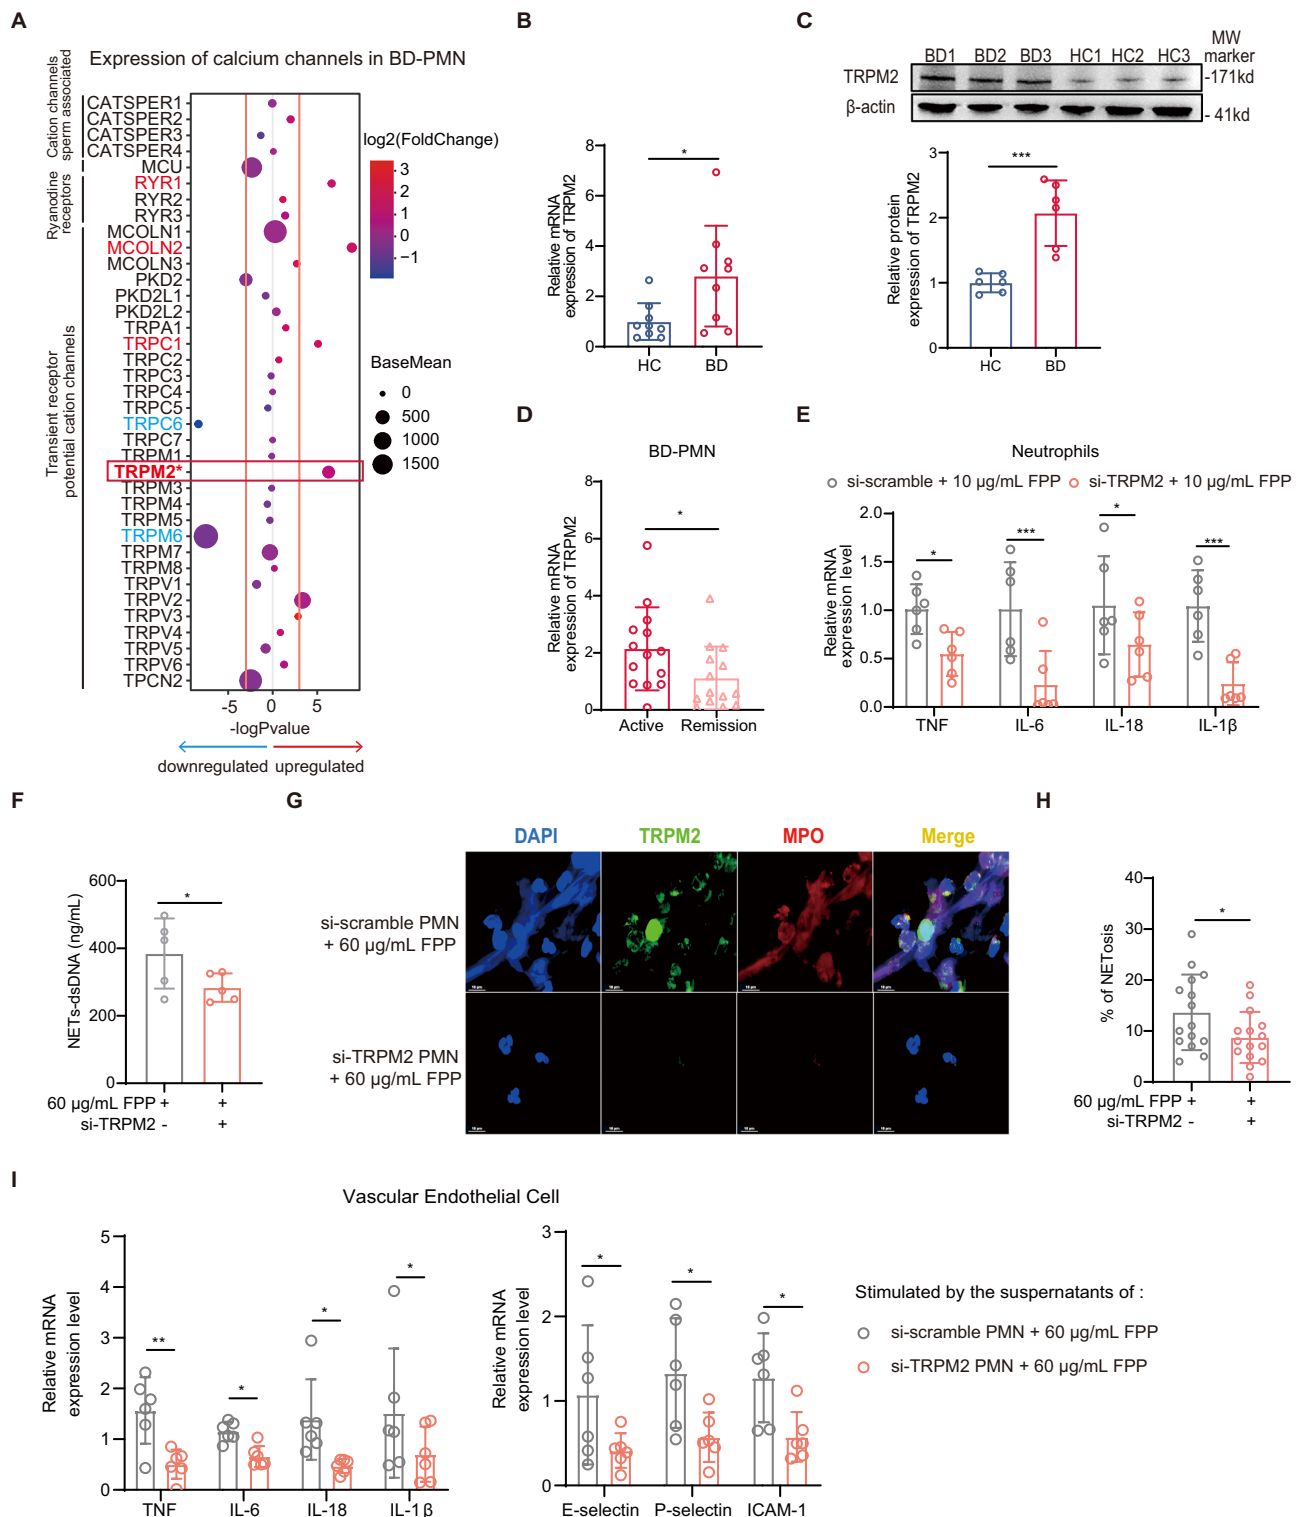 A
Expression of calcium channels in BD-PMN
Cation channels
sperm associated
Ryanodine
receptors
Transient receptor
potential cation channels
CATSPER1
CATSPER2
CATSPER3
CATSPER4
MCU
RYR1
RYR2
RYR3
MCOLN1
MCOLN2
MCOLN3
PKD2
PKD2L1
PKD2L2
TRPA1
TRPC1
TRPC2
TRPC3
TRPC4
TRPC5
TRPC6
TRPC7
TRPM1
TRPM2*
TRPM3
TRPM4
TRPM5
TRPM6
TRPM7
TRPM8
TRPV1
TRPV2
TRPV3
TRPV4
TRPV5
TRPV6
TPCN2
-5 0 5
-logPvalue
downregulated upregulated
log2(FoldChange)
3
2
1
0
−1
BaseMean
0
500
1000
1500
B
Relative mRNA
expression of TRPM2
8
6
4
2
0
*
HC BD
C
BD1 BD2 BD3 HC1 HC2 HC3
MW
marker
TRPM2
-171kd
β-actin
- 41kd
Relative protein
expression of TRPM2
3
2
1
0
***
HC BD
D
BD-PMN
Relative mRNA
expression of TRPM2
8
6
4
2
0
*
Active Remission
E
Neutrophils
si-scramble + 10 µg/mL FPP si-TRPM2 + 10 µg/mL FPP
Relative mRNA
expression level
2.0
1.5
1.0
0.5
0.0
* *** * ***
TNF IL-6 IL-18 IL-1β
F
NETs-dsDNA (ng/mL)
600
400
200
0
*
60 µg/mL FPP + +
si-TRPM2 - +
G
DAPI TRPM2 MPO Merge
si-scramble PMN
+ 60 µg/mL FPP
si-TRPM2 PMN
+ 60 µg/mL FPP
H
% of NETosis
40
30
20
10
0
*
60 µg/mL FPP + +
si-TRPM2 - +
I
Vascular Endothelial Cell
Relative mRNA
expression level
5
4
3
2
1
0
** * * *
TNF IL-6 IL-18 IL-1β
Relative mRNA
expression level
3
2
1
0
* * *
E-selectin P-selectin ICAM-1
Stimulated by the suspernatants of :
si-scramble PMN + 60 µg/mL FPP
si-TRPM2 PMN + 60 µg/mL FPP